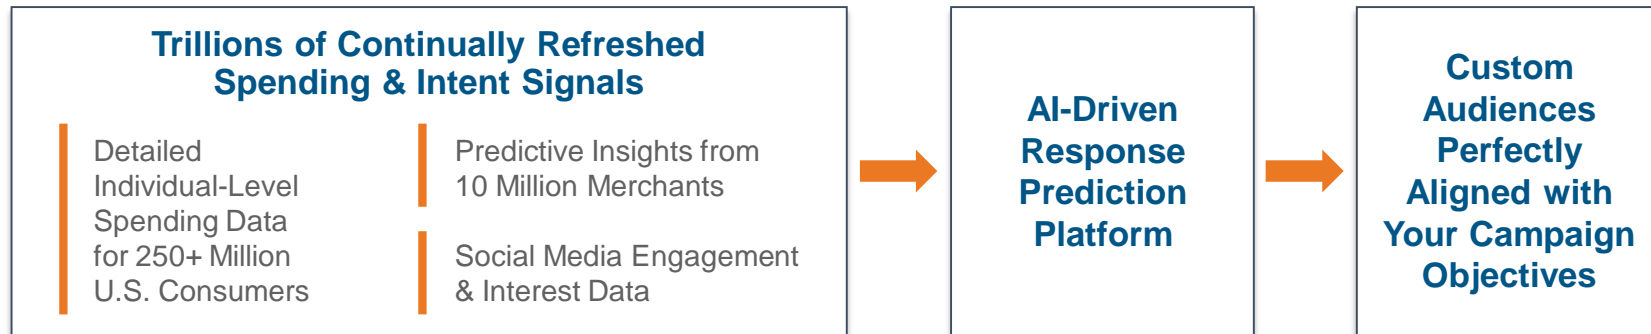 Trillions of Continually Refreshed
Spending & Intent Signals
Detailed
Individual-Level
Spending Data
for 250+ Million
U.S. Consumers
Predictive Insights from
10 Million Merchants
Social Media Engagement
& Interest Data
AI-Driven
Response
Prediction
Platform
Custom
Audiences
Perfectly
Aligned with
Your Campaign
Objectives